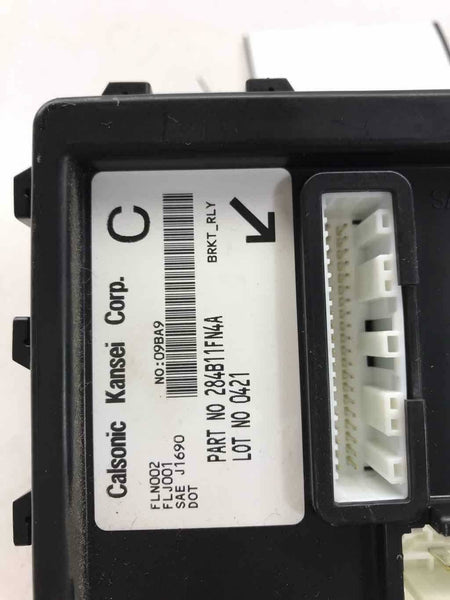 C
BRKT_RLY
Calsonic Kansei Corp.
NO:09BA9
FLN002
FLJ001
SAE J1690
DOT
PART NO 284B11FN4A
LOT NO 0421